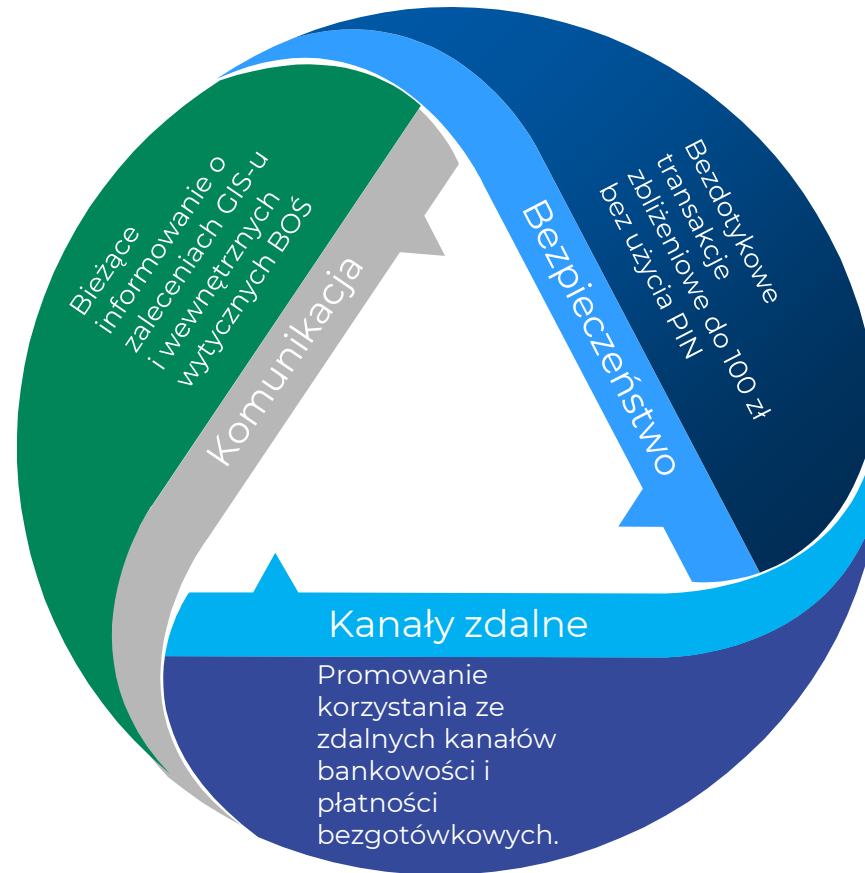 Bieżące
informowanie o
zaleceniach GIS-u
i wewnętrznych
wytycznych BOŚ
Komunikacja
Bezpieczeństwo
Bezdotykowe
transakcje
zbliżeniowe do 100 zł
bez użycia PIN
Kanały zdalne
Promowanie
korzystania ze
zdalnych kanałów
bankowości i
płatności
bezgotówkowych.